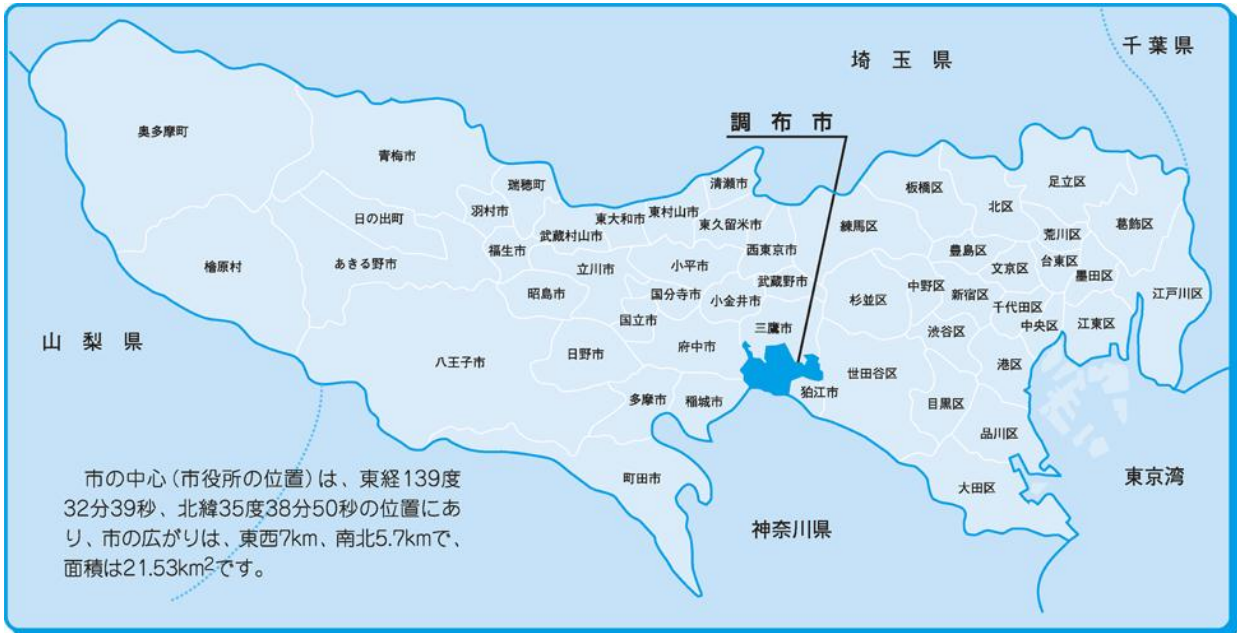 千葉県
埼玉県
調布市
奥多摩町
青梅市
瑞穂町
清瀬市
板橋区
足立区
北区
羽村市
日の出町
東大和市
東村山市
東久留米市
練馬区
葛飾区
武蔵村山市
荒川区
福生市
西東京市
豊島区
檜原村
あきる野市
立川市
小平市
文京区
台東区
墨田区
武蔵野市
中野区
昭島市
国分寺市
小金井市
杉並区
新宿区
江戸川区
千代田区
国立市
三鷹市
渋谷区
中央区
江東区
山梨県
八王子市
日野市
府中市
港区
世田谷区
多摩市
稲城市
狛江市
目黒区
品川区
町田市
大田区
東京湾
神奈川県
市の中心（市役所の位置）は、東経139度
32分39秒、北緯35度38分50秒の位置にあ
り、市の広がりは、東西7km、南北5.7kmで、
面積は21.53km²です。